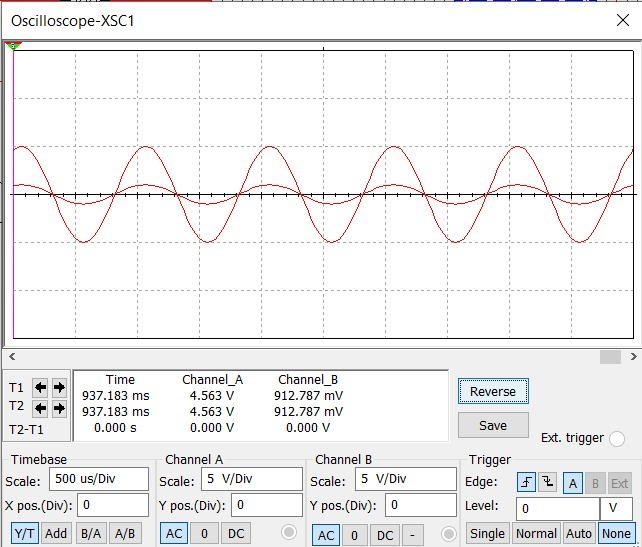 Oscilloscope-XSC1
T1
T2
T2-T1
Time Channel_A Channel_B
937.183 ms 4.563 V 912.787 mV
937.183 ms 4.563 V 912.787 mV
0.000 s 0.000 V 0.000 V
Reverse
Save
Ext. trigger
Timebase
Scale: 500 us/Div
X pos.(Div): 0
Y/T Add B/A A/B
Channel A
Scale: 5 V/Div
Y pos.(Div): 0
AC 0 DC
Channel B
Scale: 5 V/Div
Y pos.(Div): 0
AC 0 DC -
Trigger
Edge: A B Ext
Level: 0 V
Single Normal Auto None